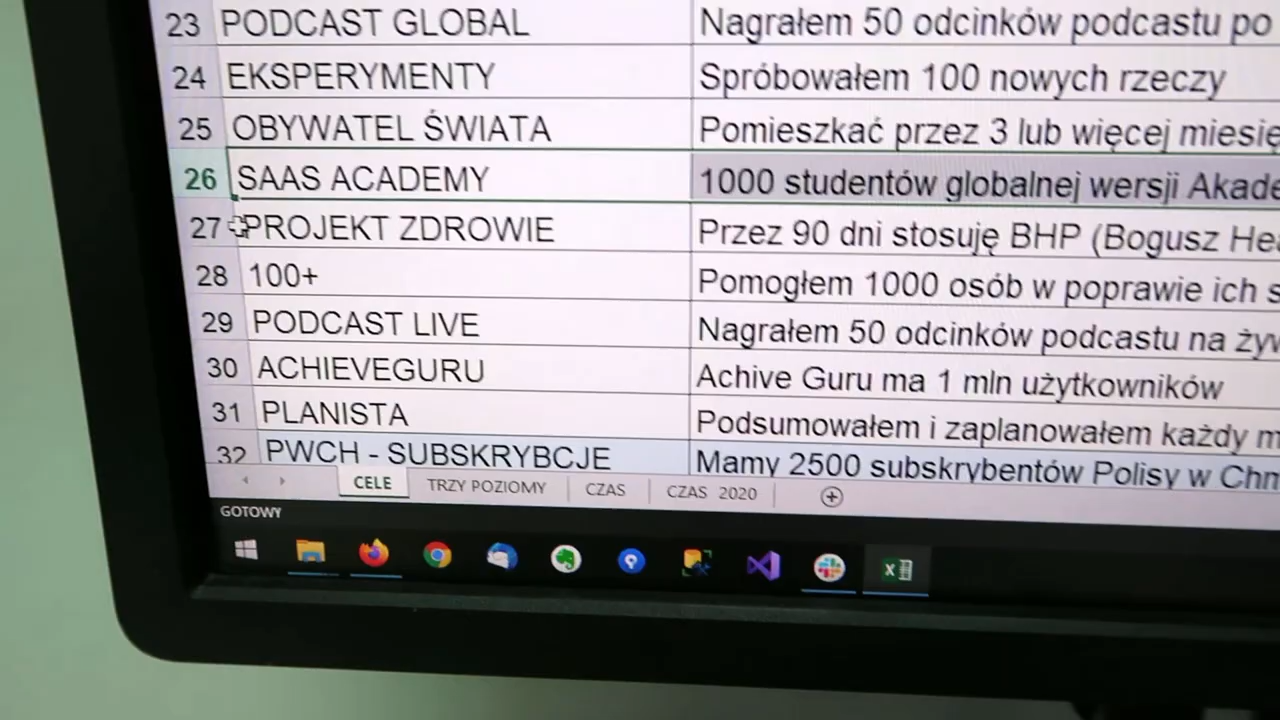 23 PODCAST GLOBAL Nagrałem 50 odcinków podcastu po
24 EKSPERYMENTY Spróbowałem 100 nowych rzeczy
25 OBYWATEL ŚWIATA Pomieszkać przez 3 lub więcej
26 SAAS ACADEMY 1000 studentów globalnej wersji
27 PROJEKT ZDROWIE Przez 90 dni stosuję BHP (Bogusz
28 100+ Pomogłem 1000 osób w poprawie ich
29 PODCAST LIVE Nagrałem 50 odcinków podcastu na
30 ACHIEVEGURU Achive Guru ma 1 mln użytkowników
31 PLANISTA Podsumowałem i zaplanowałem każdy
32 PWCH - SUBSKRYBCJE Mamy 2500 subskrybentów Polisy w
CELE TRZY POZIOMY CZAS CZAS 2020
GOTOWY